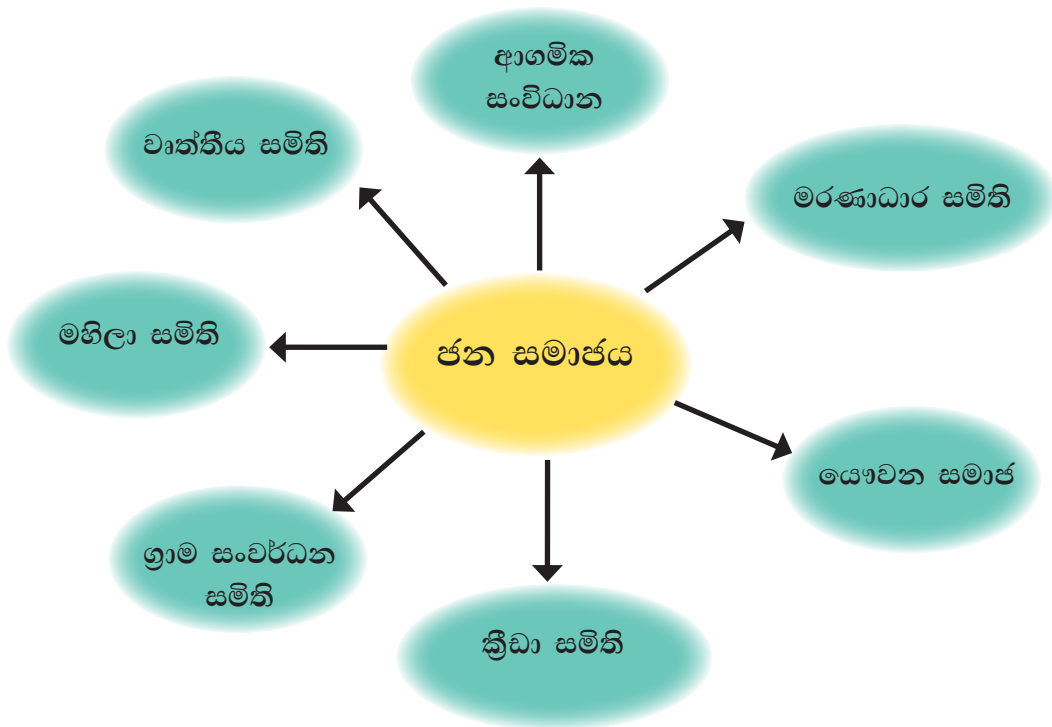 ආගමික
සංවිධාන
වෘත්තීය සමිති
මරණාධාර සමිති
මහිලා සමිති
ජන සමාජය
යෞවන සමාජ
ග්‍රාම සංවර්ධන
සමිති
ක්‍රීඩා සමිති